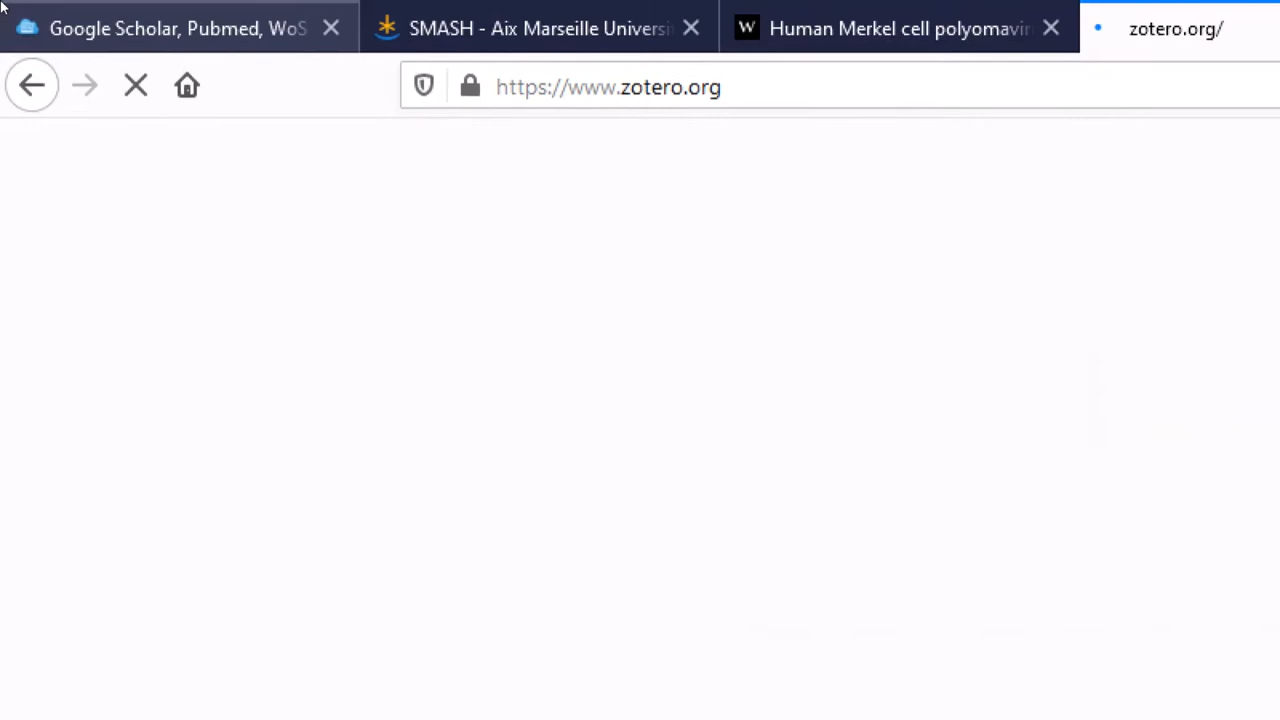 Google Scholar, Pubmed, WoS
SMASH - Aix Marseille Universi
Human Merkel cell polyomavir
zotero.org/
https://www.zotero.org